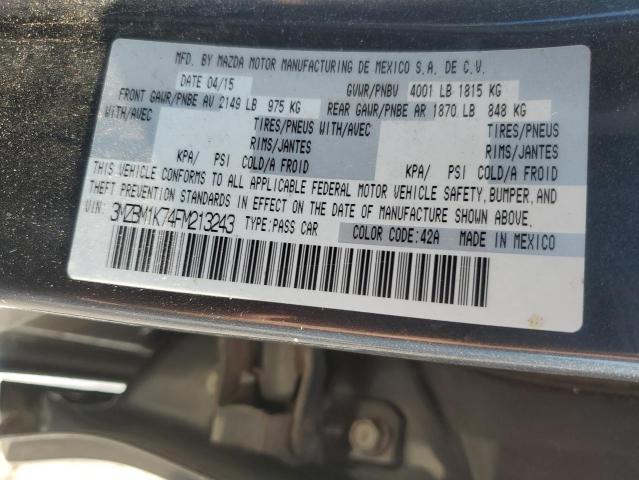 MFD. BY MAZDA MOTOR MANUFACTURING DE MEXICO S.A. DE C.V.
DATE 04/15 GVWR/PNBV 4001 LB 1815 KG
FRONT GAWR/PNBE AV 2149 LB 975 KG REAR GAWR/PNBE AR 1870 LB 848 KG
WITH/AVEC TIRES/PNEUS WITH/AVEC TIRES/PNEUS
RIMS/JANTES RIMS/JANTES
KPA/ PSI COLD/A FROID KPA/ PSI COLD/A FROID
THIS VEHICLE CONFORMS TO ALL APPLICABLE FEDERAL MOTOR VEHICLE SAFETY, BUMPER, AND
THEFT PREVENTION STANDARDS IN EFFECT ON THE DATE OF MANUFACTURE SHOWN ABOVE.
VIN: 3MZBM1K74FM213243 TYPE:PASS CAR COLOR CODE:42A MADE IN MEXICO